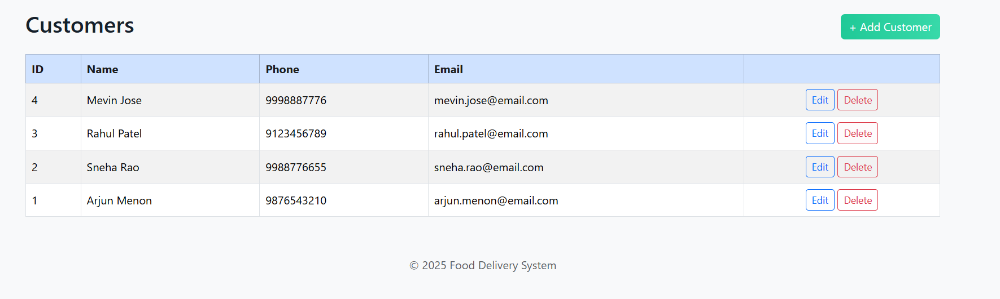 Customers
+ Add Customer
ID Name Phone Email
4 Mevin Jose 9998887776 mevin.jose@email.com Edit Delete
3 Rahul Patel 9123456789 rahul.patel@email.com Edit Delete
2 Sneha Rao 9988776655 sneha.rao@email.com Edit Delete
1 Arjun Menon 9876543210 arjun.menon@email.com Edit Delete
© 2025 Food Delivery System